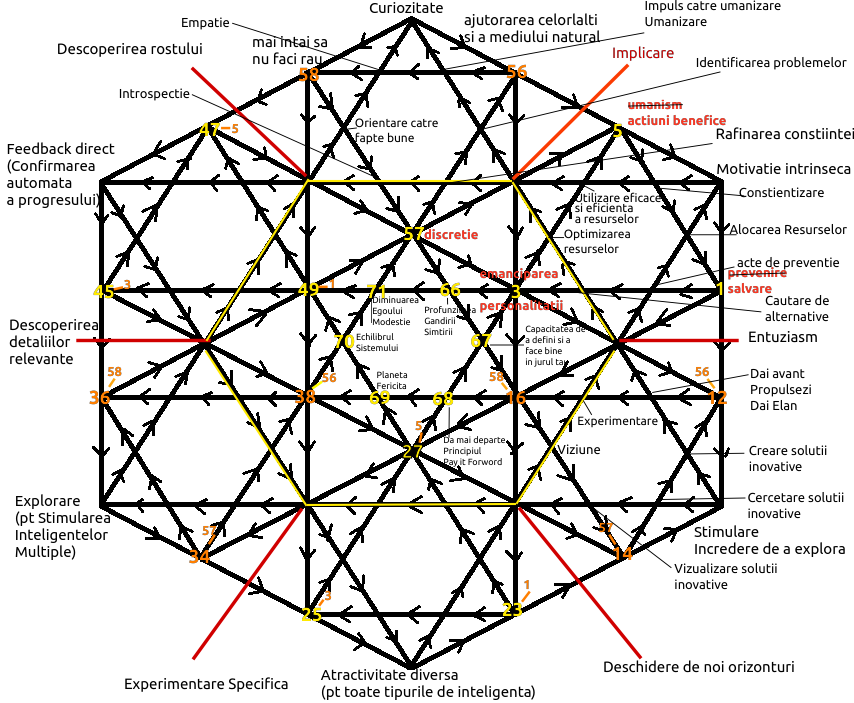 Curiozitate
Impuls catre umanizare
Umanizare
Empatie
ajutorarea celorlalti
si a mediului natural
mai intai sa
nu faci rau
Descoperirea rostului
Implicare
Identificarea problemelor
58
56
Introspectie
umanism
actiuni benefice
47
5
Orientare catre
fapte bune
5
Rafinarea constiintei
Feedback direct
(Confirmarea
automata
a progresului)
Motivatie intrinseca
Constientizare
Utilizare eficace
si eficienta
a resurselor
Optimizarea
resurselor
Alocarea Resurselor
57
discretie
acte de preventie
emanciparea
prevenire
salvare
45
3
49
1
71
66
3
1
personalitatii
Diminuarea
Egoului
Modestie
Profunzimea
Gandirii
Simtirii
Cautare de
alternative
Descoperirea
detaliilor
relevante
70
Echilibrul
Sistemului
67
Capacitatea de
a defini si a
face bine
in jurul tau
Entuziasm
58
56
Planeta
Fericita
58
56
Dai avant
Propulsezi
Dai Elan
36
38
69
68
16
12
5
27
Da mai departe
Principiul
Pay it Forword
Experimentare
Viziune
Creare solutii
inovative
Explorare
(pt Stimularea
Inteligentelor
Multiple)
Cercetare solutii
inovative
57
34
57
14
Stimulare
Incredere de a explora
Vizualizare solutii
inovative
3
25
1
23
Experimentare Specifica
Atractivitate diversa
(pt toate tipurile de inteligenta)
Deschidere de noi orizonturi